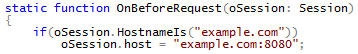 static function OnBeforeRequest(oSession: Session)
{
if(oSession.HostnameIs("example.com"))
oSession.host = "example.com:8080";